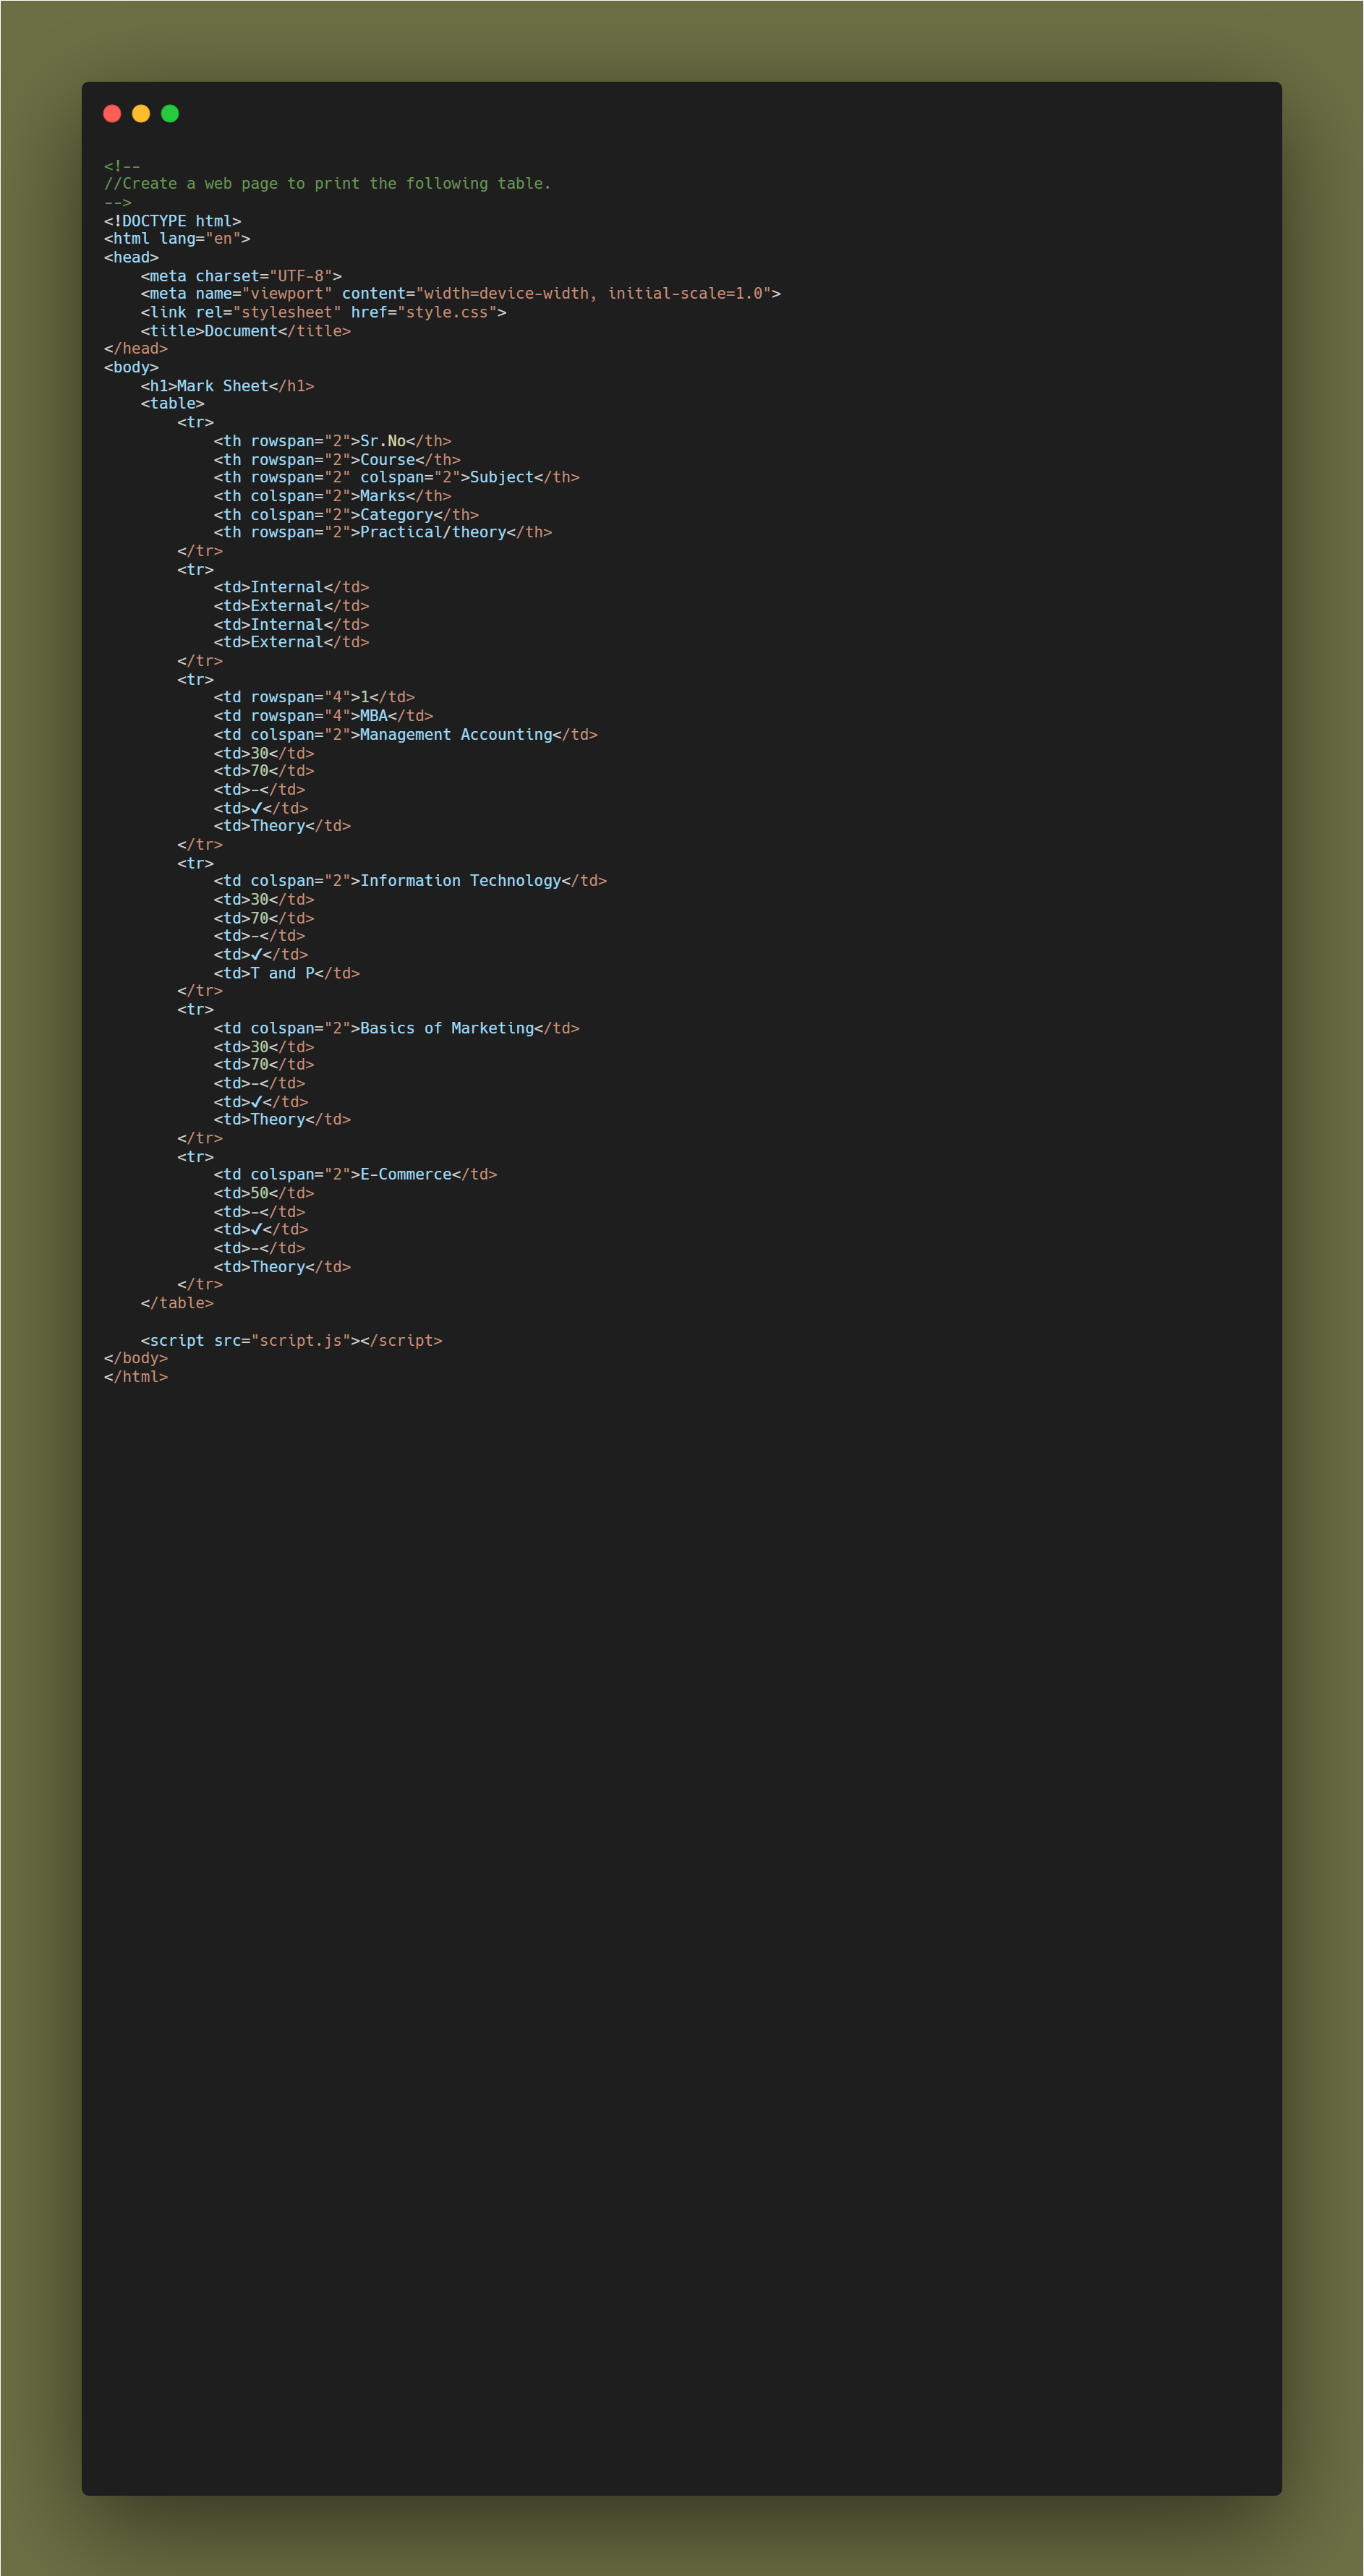 <!--
//Create a web page to print the following table.
-->
<!DOCTYPE html>
<html lang="en">
<head>
    <meta charset="UTF-8">
    <meta name="viewport" content="width=device-width, initial-scale=1.0">
    <link rel="stylesheet" href="style.css">
    <title>Document</title>
</head>
<body>
    <h1>Mark Sheet</h1>
    <table>
        <tr>
            <th rowspan="2">Sr.No</th>
            <th rowspan="2">Course</th>
            <th rowspan="2" colspan="2">Subject</th>
            <th colspan="2">Marks</th>
            <th colspan="2">Category</th>
            <th rowspan="2">Practical/theory</th>
        </tr>
        <tr>
            <td>Internal</td>
            <td>External</td>
            <td>Internal</td>
            <td>External</td>
        </tr>
        <tr>
            <td rowspan="4">1</td>
            <td rowspan="4">MBA</td>
            <td colspan="2">Management Accounting</td>
            <td>30</td>
            <td>70</td>
            <td>-</td>
            <td>✓</td>
            <td>Theory</td>
        </tr>
        <tr>
            <td colspan="2">Information Technology</td>
            <td>30</td>
            <td>70</td>
            <td>-</td>
            <td>✓</td>
            <td>T and P</td>
        </tr>
        <tr>
            <td colspan="2">Basics of Marketing</td>
            <td>30</td>
            <td>70</td>
            <td>-</td>
            <td>✓</td>
            <td>Theory</td>
        </tr>
        <tr>
            <td colspan="2">E-Commerce</td>
            <td>50</td>
            <td>-</td>
            <td>✓</td>
            <td>-</td>
            <td>Theory</td>
        </tr>
    </table>

    <script src="script.js"></script>
</body>
</html>